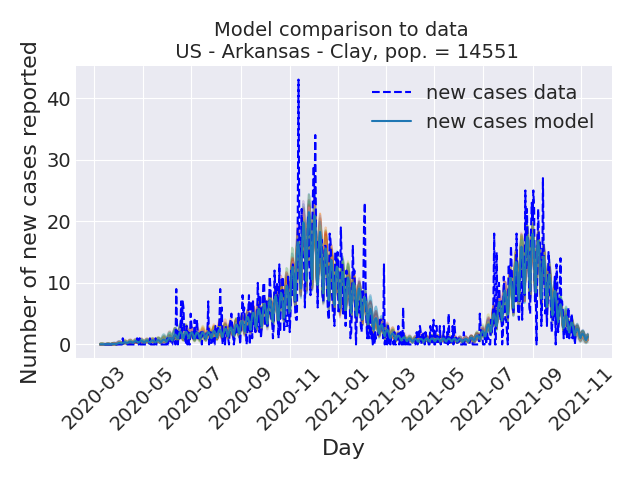 Model comparison to data
US - Arkansas - Clay, pop. = 14551
Number of new cases reported
40
30
20
10
0
new cases data
new cases model
2020-03
2020-05
2020-07
2020-09
2020-11
2021-01
2021-03
2021-05
2021-07
2021-09
2021-11
Day